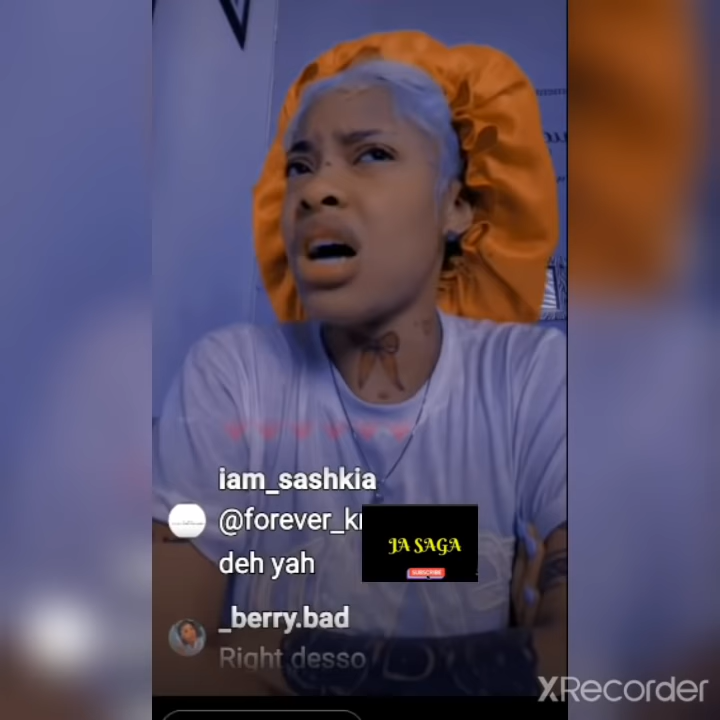 iam_sashkia
@forever_k
deh yah
JA SAGA
SUBSCRIBE
_berry.bad
Right desso
XRecorder